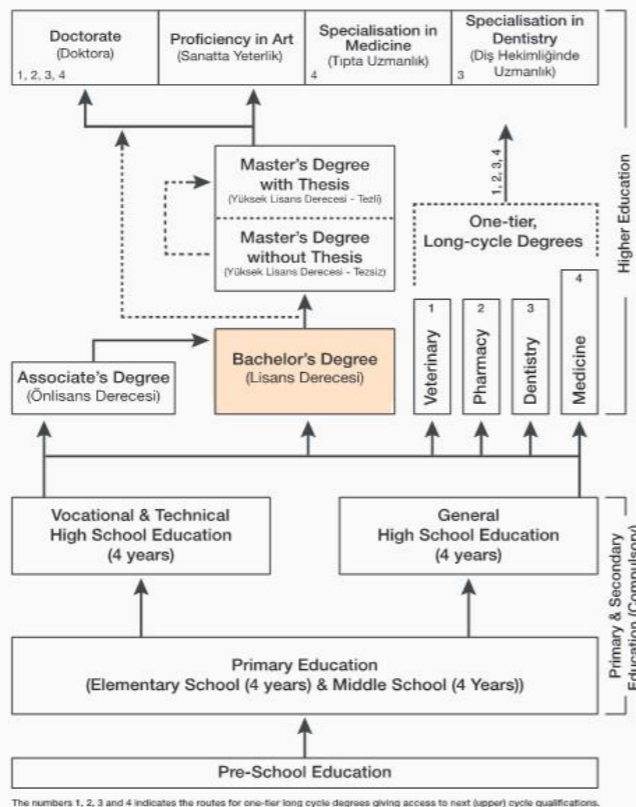 Doctorate
(Doktora)
1, 2, 3, 4
Proficiency in Art
(Sanatta Yeterlik)
Specialisation in
Medicine
(Tıpta Uzmanlık)
4
Specialisation in
Dentistry
(Diş Hekimliğinde
Uzmanlık)
3
Master's Degree
with Thesis
(Yüksek Lisans Derecesi - Tezli)
Master's Degree
without Thesis
(Yüksek Lisans Derecesi - Tezsiz)
1, 2, 3, 4
One-tier,
Long-cycle Degrees
Higher Education
Associate's Degree
(Önlisans Derecesi)
Bachelor's Degree
(Lisans Derecesi)
1
Veterinary
2
Pharmacy
3
Dentistry
4
Medicine
Vocational & Technical
High School Education
(4 years)
General
High School Education
(4 years)
Primary & Secondary
Education (Compulsory)
Primary Education
(Elementary School (4 years) & Middle School (4 Years))
Pre-School Education
The numbers 1, 2, 3 and 4 indicates the routes for one-tier long cycle degrees giving access to next (upper) cycle qualifications.